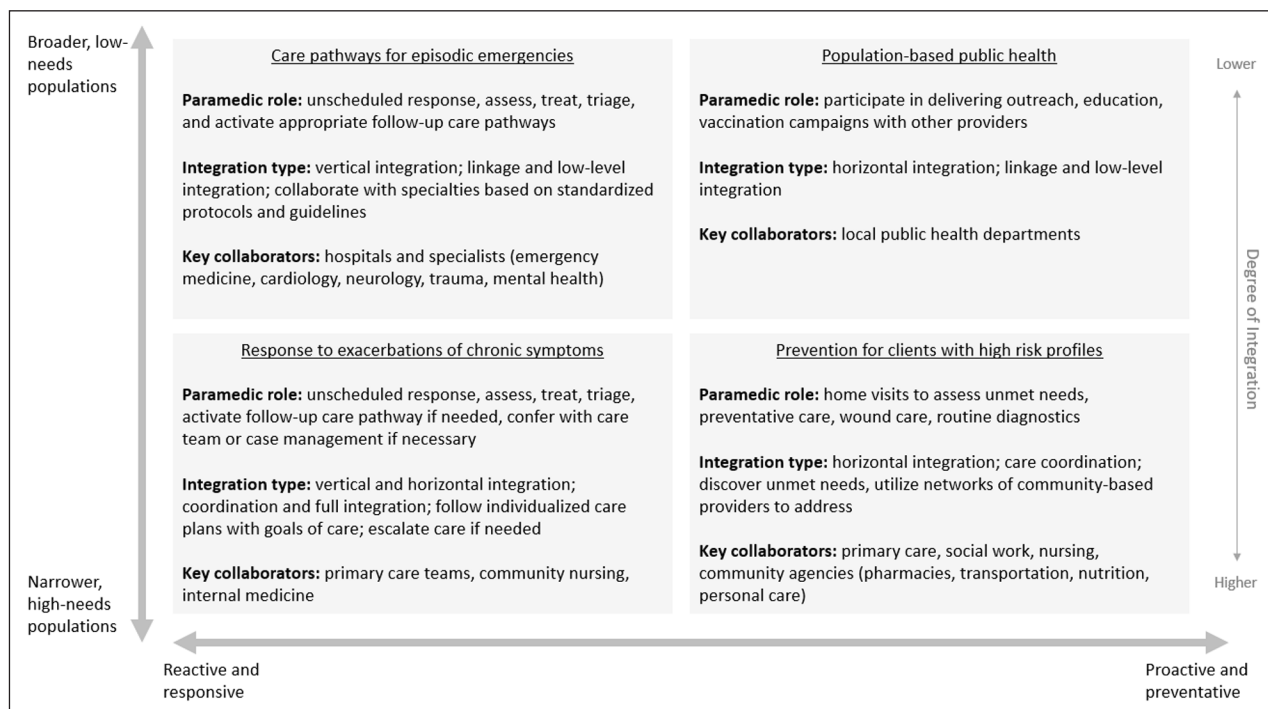 Broader, low-
needs
populations
Care pathways for episodic emergencies
Paramedic role: unscheduled response, assess, treat, triage,
and activate appropriate follow-up care pathways
Integration type: vertical integration; linkage and low-level
integration; collaborate with specialties based on standardized
protocols and guidelines
Key collaborators: hospitals and specialists (emergency
medicine, cardiology, neurology, trauma, mental health)
Population-based public health
Paramedic role: participate in delivering outreach, education,
vaccination campaigns with other providers
Integration type: horizontal integration; linkage and low-level
integration
Key collaborators: local public health departments
Lower
Degree of Integration
Higher
Response to exacerbations of chronic symptoms
Paramedic role: unscheduled response, assess, treat, triage,
activate follow-up care pathway if needed, confer with care
team or case management if necessary
Integration type: vertical and horizontal integration;
coordination and full integration; follow individualized care
plans with goals of care; escalate care if needed
Key collaborators: primary care teams, community nursing,
internal medicine
Prevention for clients with high risk profiles
Paramedic role: home visits to assess unmet needs,
preventative care, wound care, routine diagnostics
Integration type: horizontal integration; care coordination;
discover unmet needs, utilize networks of community-based
providers to address
Key collaborators: primary care, social work, nursing,
community agencies (pharmacies, transportation, nutrition,
personal care)
Narrower,
high-needs
populations
Reactive and
responsive
Proactive and
preventative